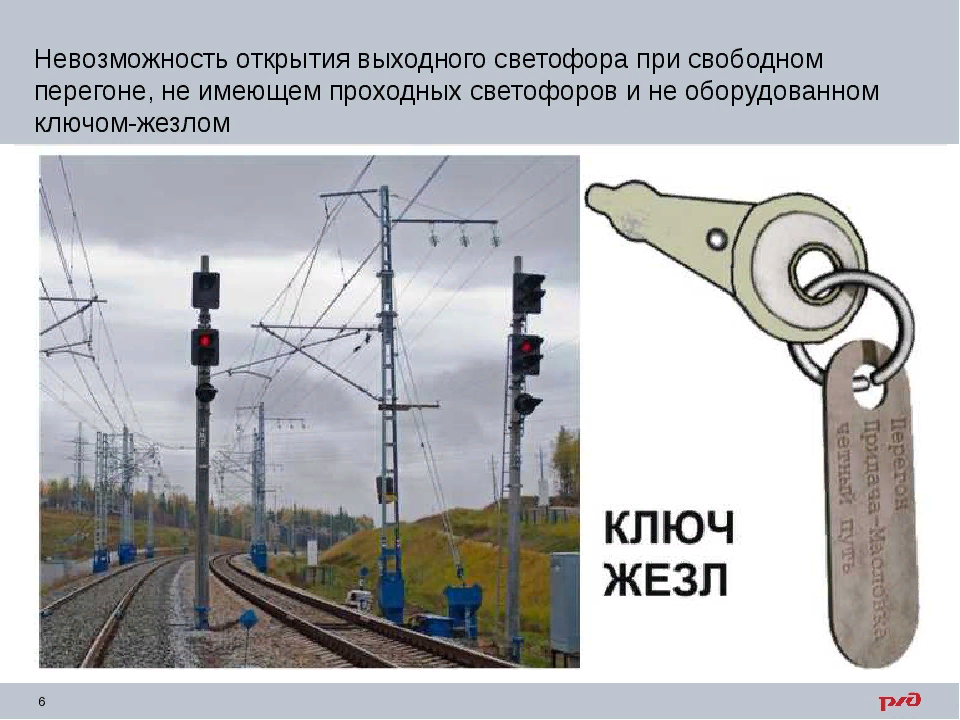 Невозможность открытия выходного светофора при свободном
перегоне, не имеющем проходных светофоров и не оборудованном
ключом-жезлом
КЛЮЧ
ЖЕЗЛ
Перегон
Придача-Масловка
четный путь
6
ржд